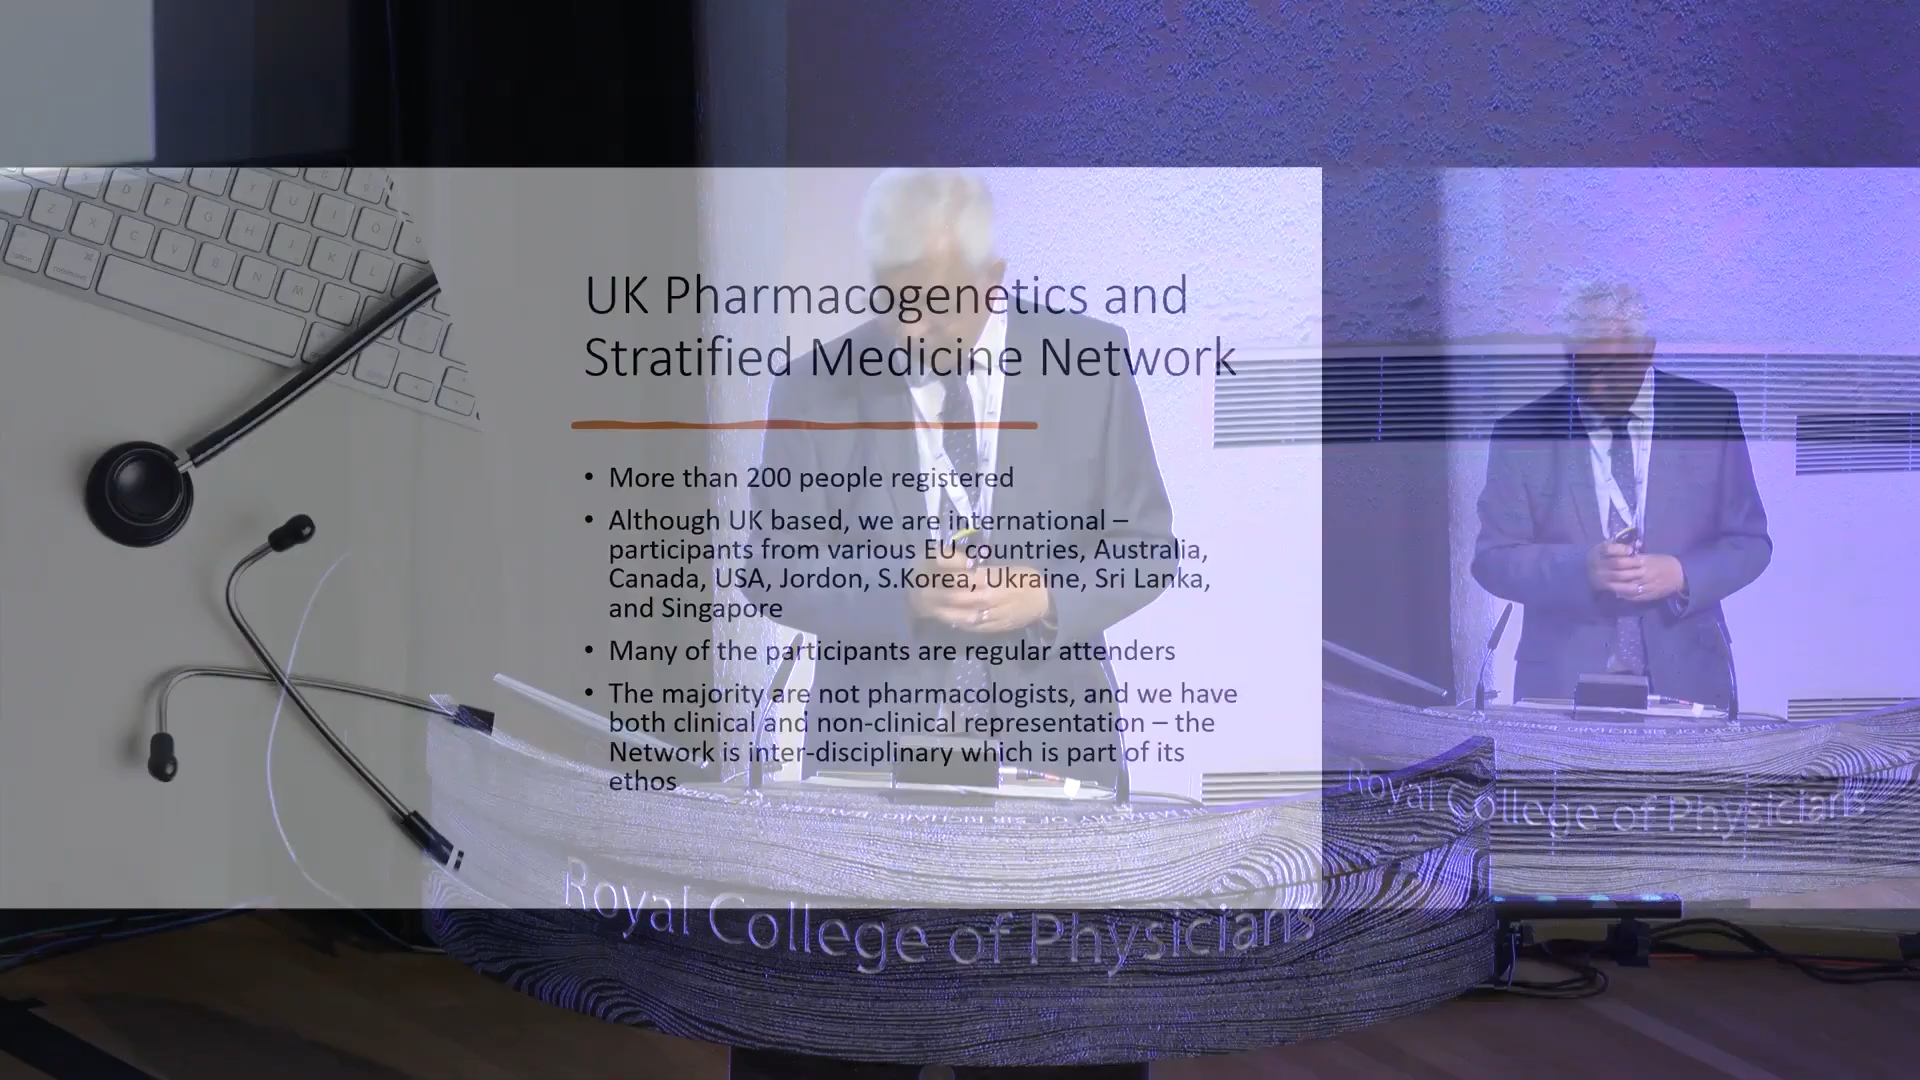 UK Pharmacogenetics and
Stratified Medicine Network
• More than 200 people registered
• Although UK based, we are international –
participants from various EU countries, Australia,
Canada, USA, Jordon, S.Korea, Ukraine, Sri Lanka,
and Singapore
• Many of the participants are regular attenders
• The majority are not pharmacologists, and we have
both clinical and non-clinical representation – the
Network is inter-disciplinary which is part of its
ethos
Royal College of Physicians
Royal College of Physicians